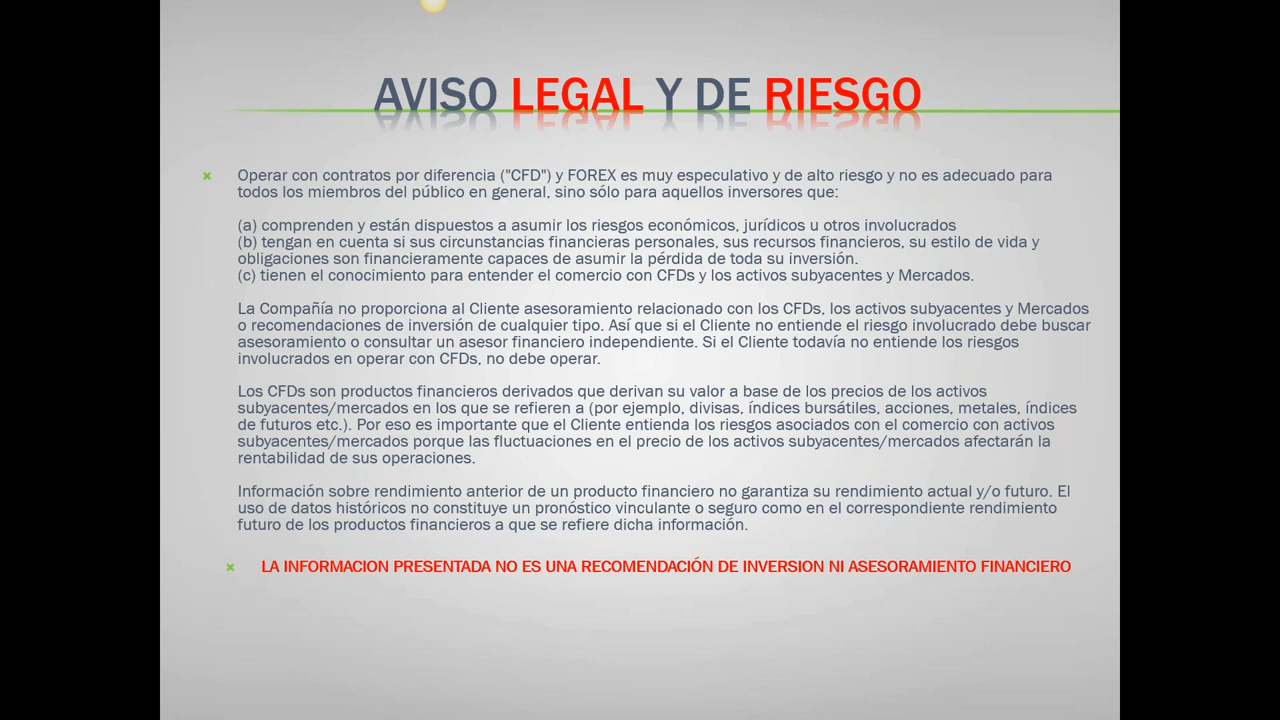 AVISO LEGAL Y DE RIESGO
Operar con contratos por diferencia ("CFD") y FOREX es muy especulativo y de alto riesgo y no es adecuado para
todos los miembros del público en general, sino sólo para aquellos inversores que:
(a) comprenden y están dispuestos a asumir los riesgos económicos, jurídicos u otros involucrados
(b) tengan en cuenta si sus circunstancias financieras personales, sus recursos financieros, su estilo de vida y
obligaciones son financieramente capaces de asumir la pérdida de toda su inversión.
(c) tienen el conocimiento para entender el comercio con CFDs y los activos subyacentes y Mercados.
La Compañía no proporciona al Cliente asesoramiento relacionado con los CFDs, los activos subyacentes y Mercados
o recomendaciones de inversión de cualquier tipo. Así que si el Cliente no entiende el riesgo involucrado debe buscar
asesoramiento o consultar un asesor financiero independiente. Si el Cliente todavía no entiende los riesgos
involucrados en operar con CFDs, no debe operar.
Los CFDs son productos financieros derivados que derivan su valor a base de los precios de los activos
subyacentes/mercados en los que se refieren a (por ejemplo, divisas, índices bursátiles, acciones, metales, índices
de futuros etc.). Por eso es importante que el Cliente entienda los riesgos asociados con el comercio con activos
subyacentes/mercados porque las fluctuaciones en el precio de los activos subyacentes/mercados afectarán la
rentabilidad de sus operaciones.
Información sobre rendimiento anterior de un producto financiero no garantiza su rendimiento actual y/o futuro. El
uso de datos históricos no constituye un pronóstico vinculante o seguro como en el correspondiente rendimiento
futuro de los productos financieros a que se refiere dicha información.
LA INFORMACION PRESENTADA NO ES UNA RECOMENDACIÓN DE INVERSION NI ASESORAMIENTO FINANCIERO